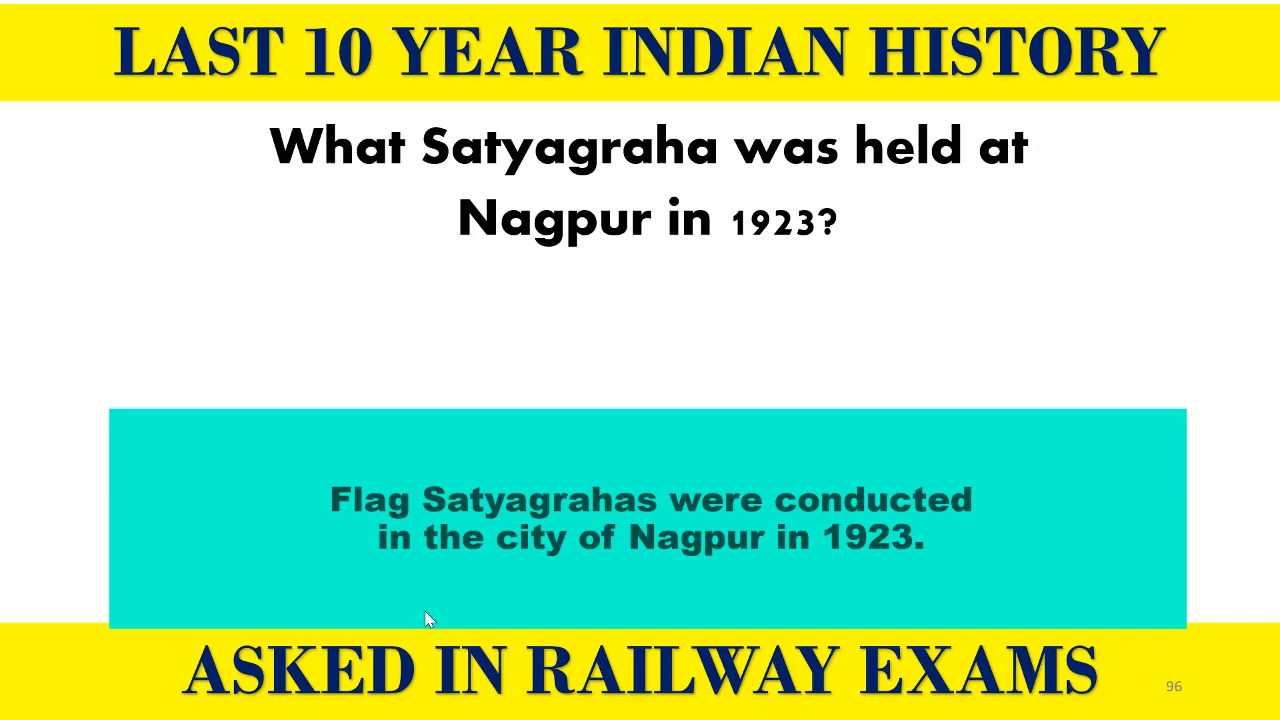 LAST 10 YEAR INDIAN HISTORY
What Satyagraha was held at
Nagpur in 1923?
Flag Satyagrahas were conducted
in the city of Nagpur in 1923.
ASKED IN RAILWAY EXAMS
96